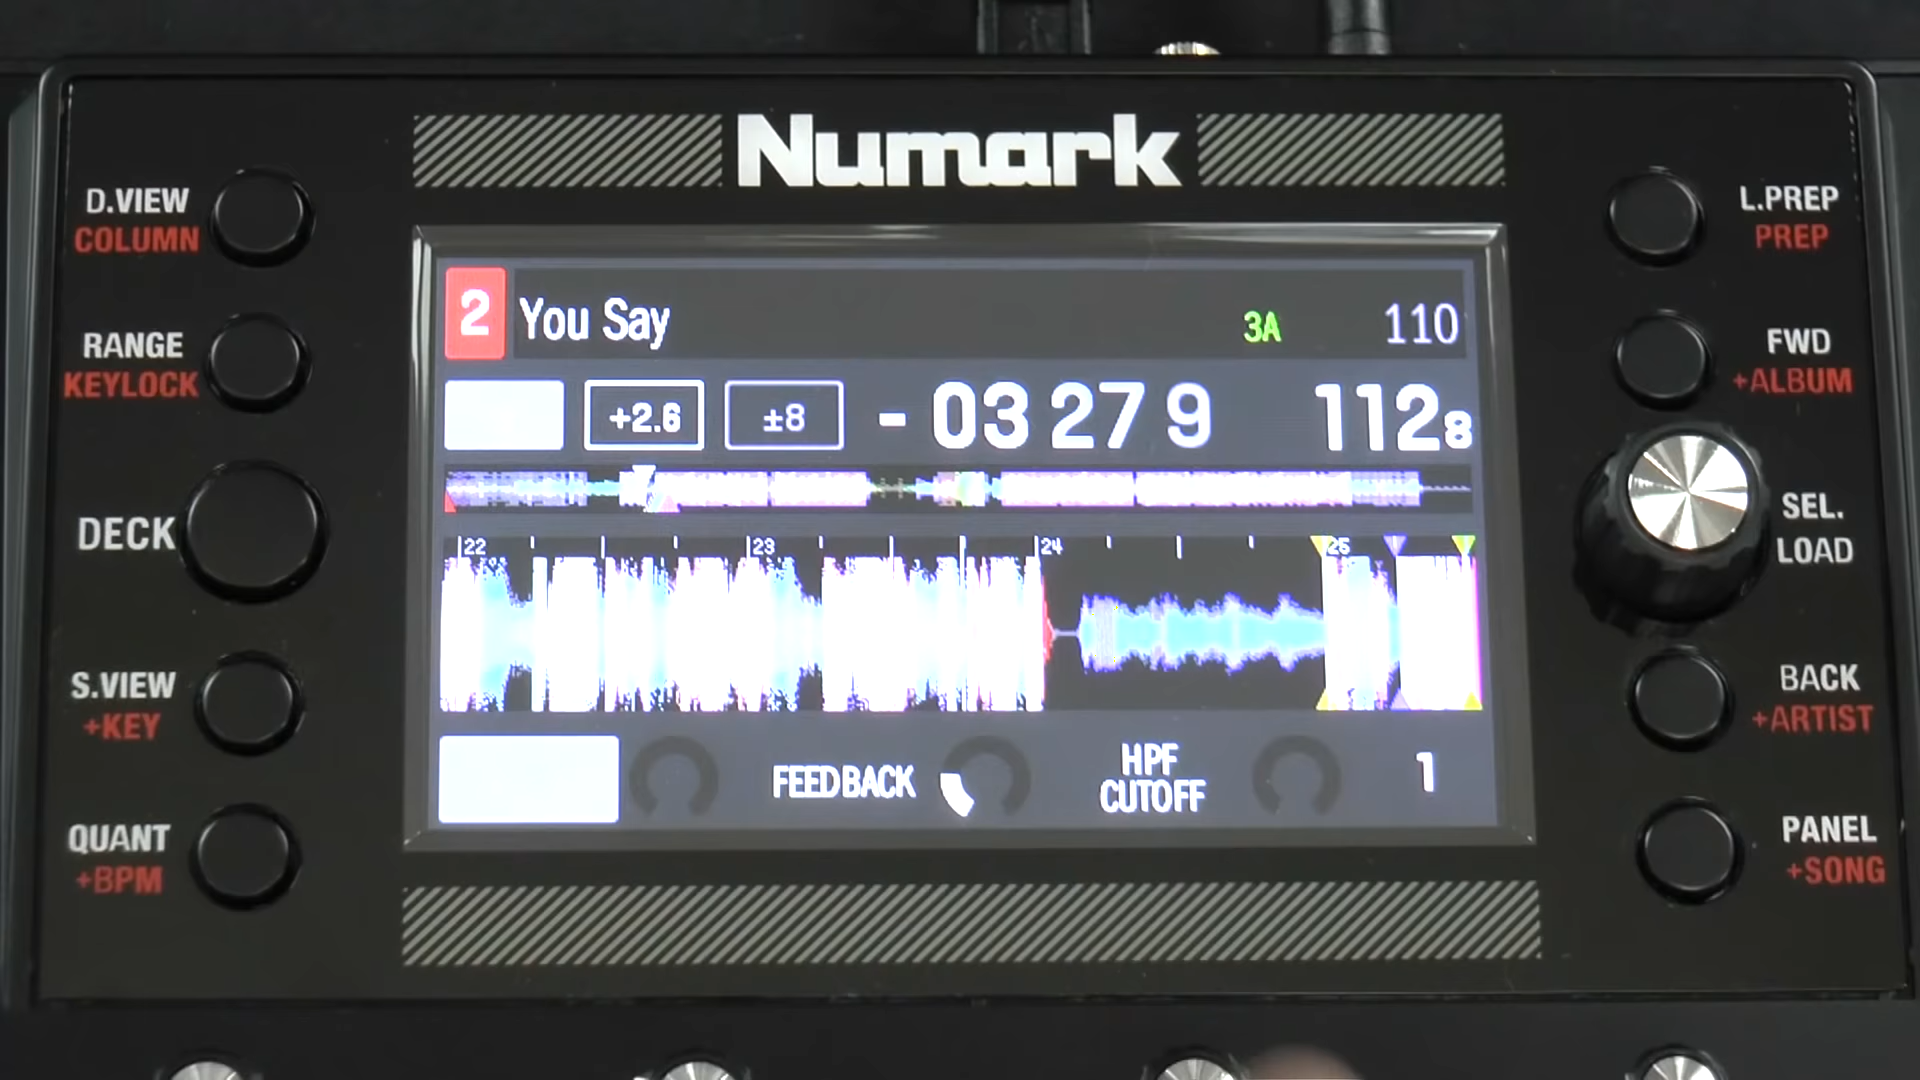 Numark
D.VIEW
COLUMN
RANGE
KEYLOCK
DECK
S.VIEW
+KEY
QUANT
+BPM
2 You Say 3A 110
+2.6 ±8 - 03 27 9 112 8
22 23 24 25
FEEDBACK HPF CUTOFF 1
L.PREP
PREP
FWD
+ALBUM
SEL.
LOAD
BACK
+ARTIST
PANEL
+SONG